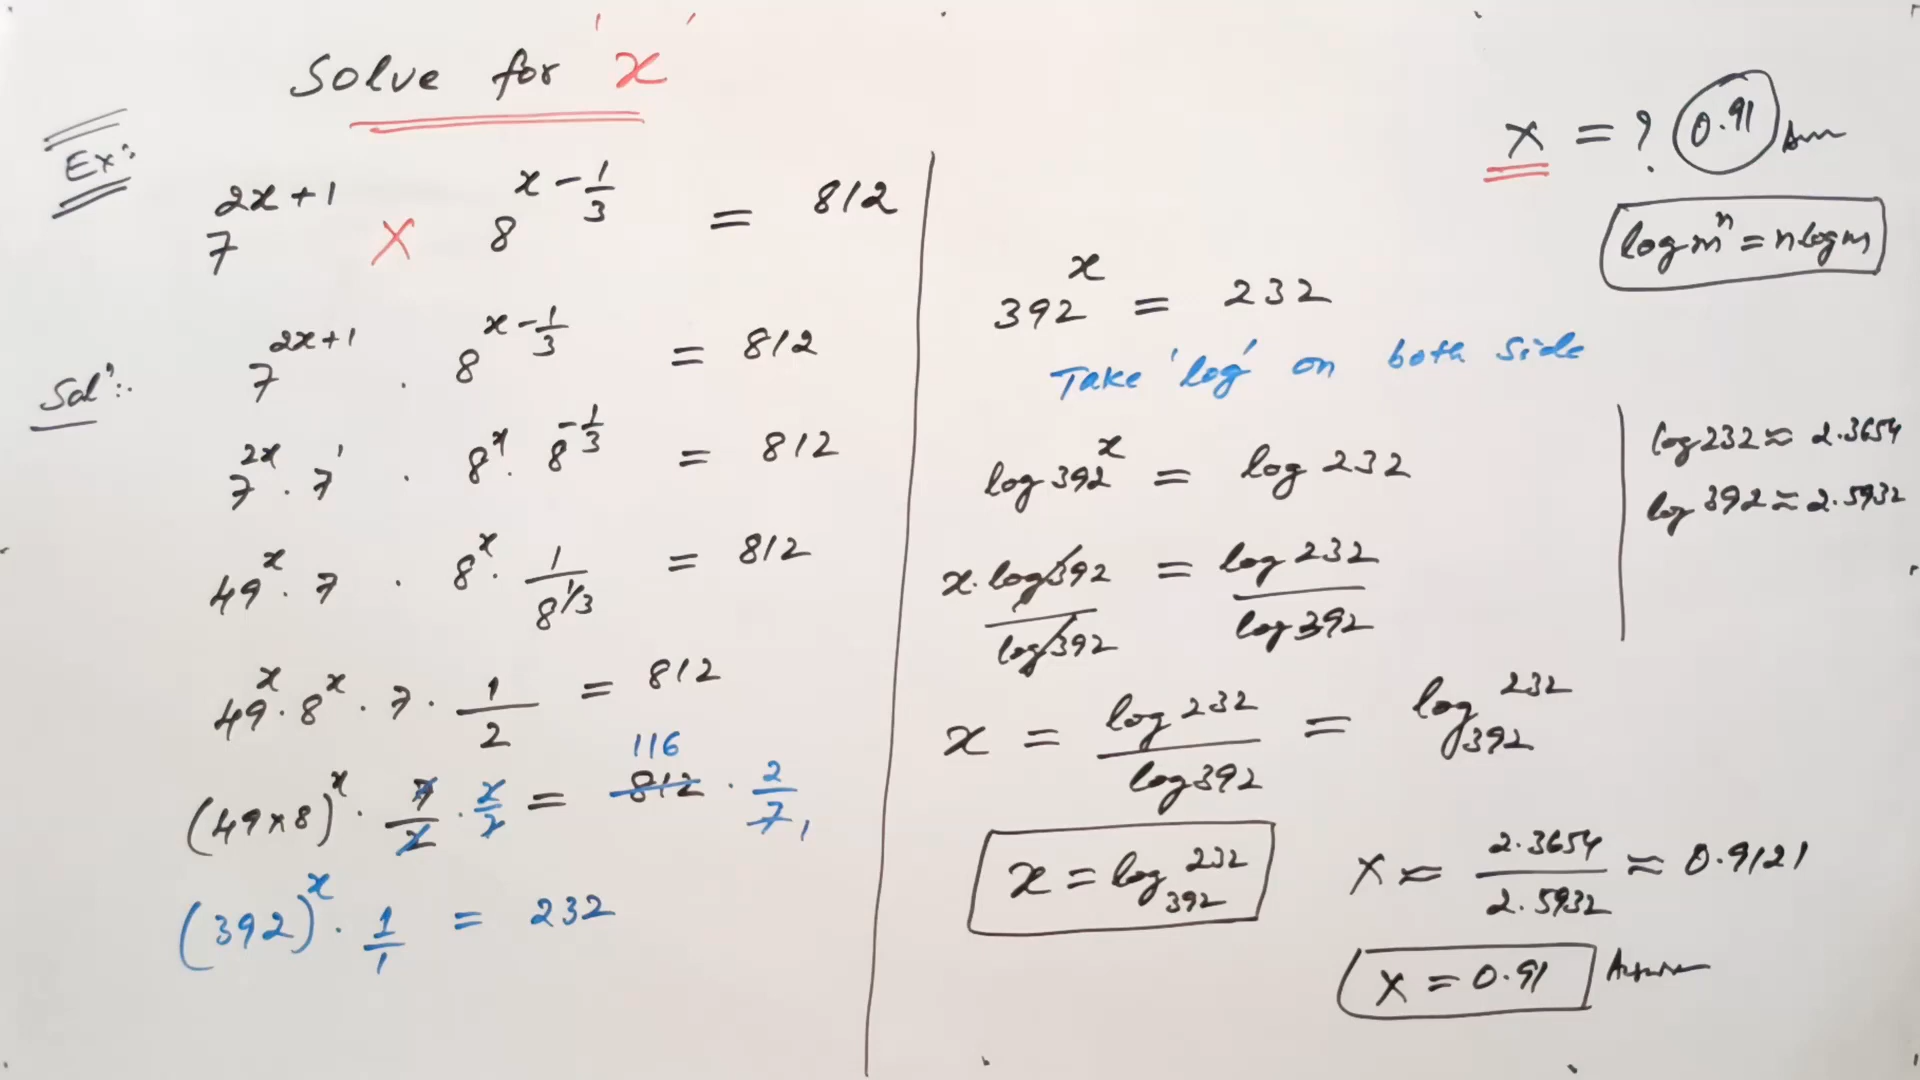 Solve for 'x'
Ex:
7^(2x+1) × 8^(x-1/3) = 812
Sol':.
7^(2x+1) . 8^(x-1/3) = 812
7^(2x) . 7^1 . 8^x . 8^(-1/3) = 812
49^x . 7 . 8^x . 1/8^(1/3) = 812
49^x . 8^x . 7 . 1/2 = 812
116
(49×8)^x . 7/2 . 2/7 = 812 . 2/7 1
(392)^x . 1/1 = 232
x = ? 0.91 Ans
log m^n = n log m
392^x = 232
Take 'log' on both side
log 392^x = log 232
x. log 392 / log 392 = log 232 / log 392
log 232 ≈ 2.3654
log 392 ≈ 2.5932
x = log 232 / log 392 = log_392 232
x = log_392 232
x ≈ 2.3654 / 2.5932 ≈ 0.9121
x = 0.91 Answer